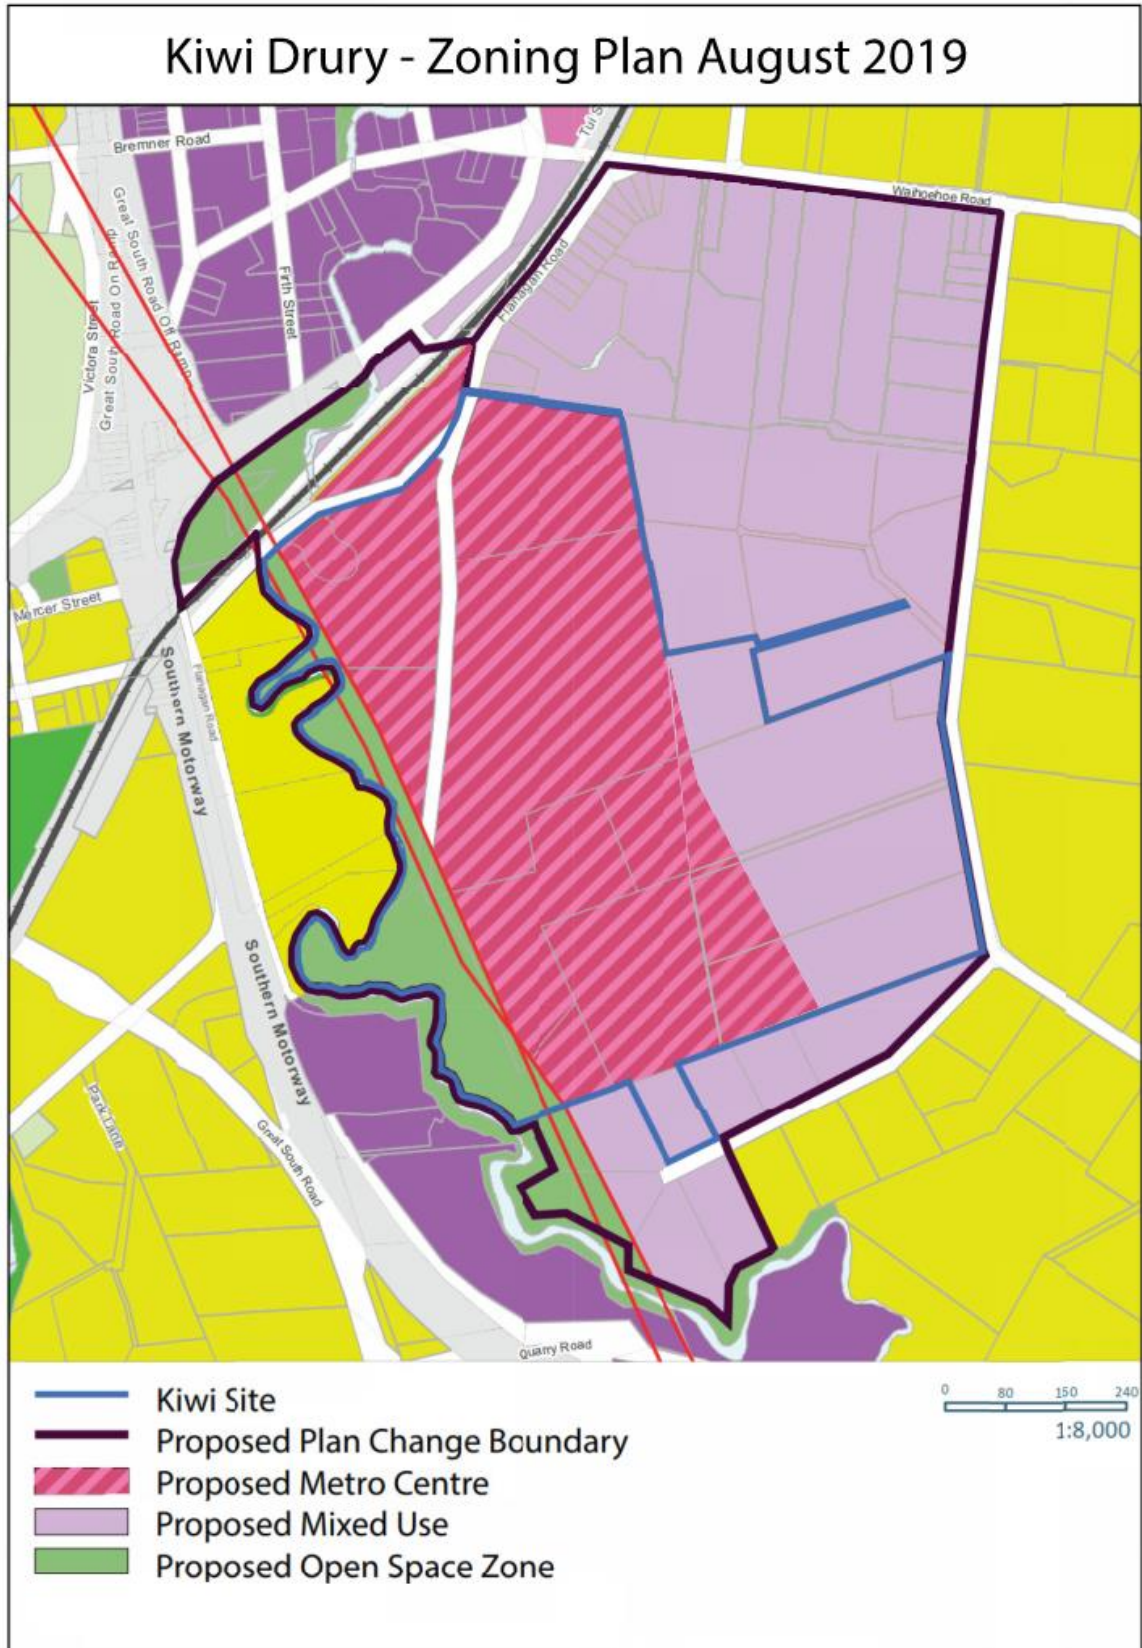 Kiwi Drury - Zoning Plan August 2019
Bremner Road
Tui S
Waihoehoe Road
Great South Road Off Ramp
Great South Road On Ramp
Victora Street
Firth Street
Flanagan Road
Mercer Street
Southern Motorway
Flanagan Road
Southern Motorway
Park Lane
Great South Road
Quarry Road
Kiwi Site
Proposed Plan Change Boundary
Proposed Metro Centre
Proposed Mixed Use
Proposed Open Space Zone
0 80 150 240
1:8,000